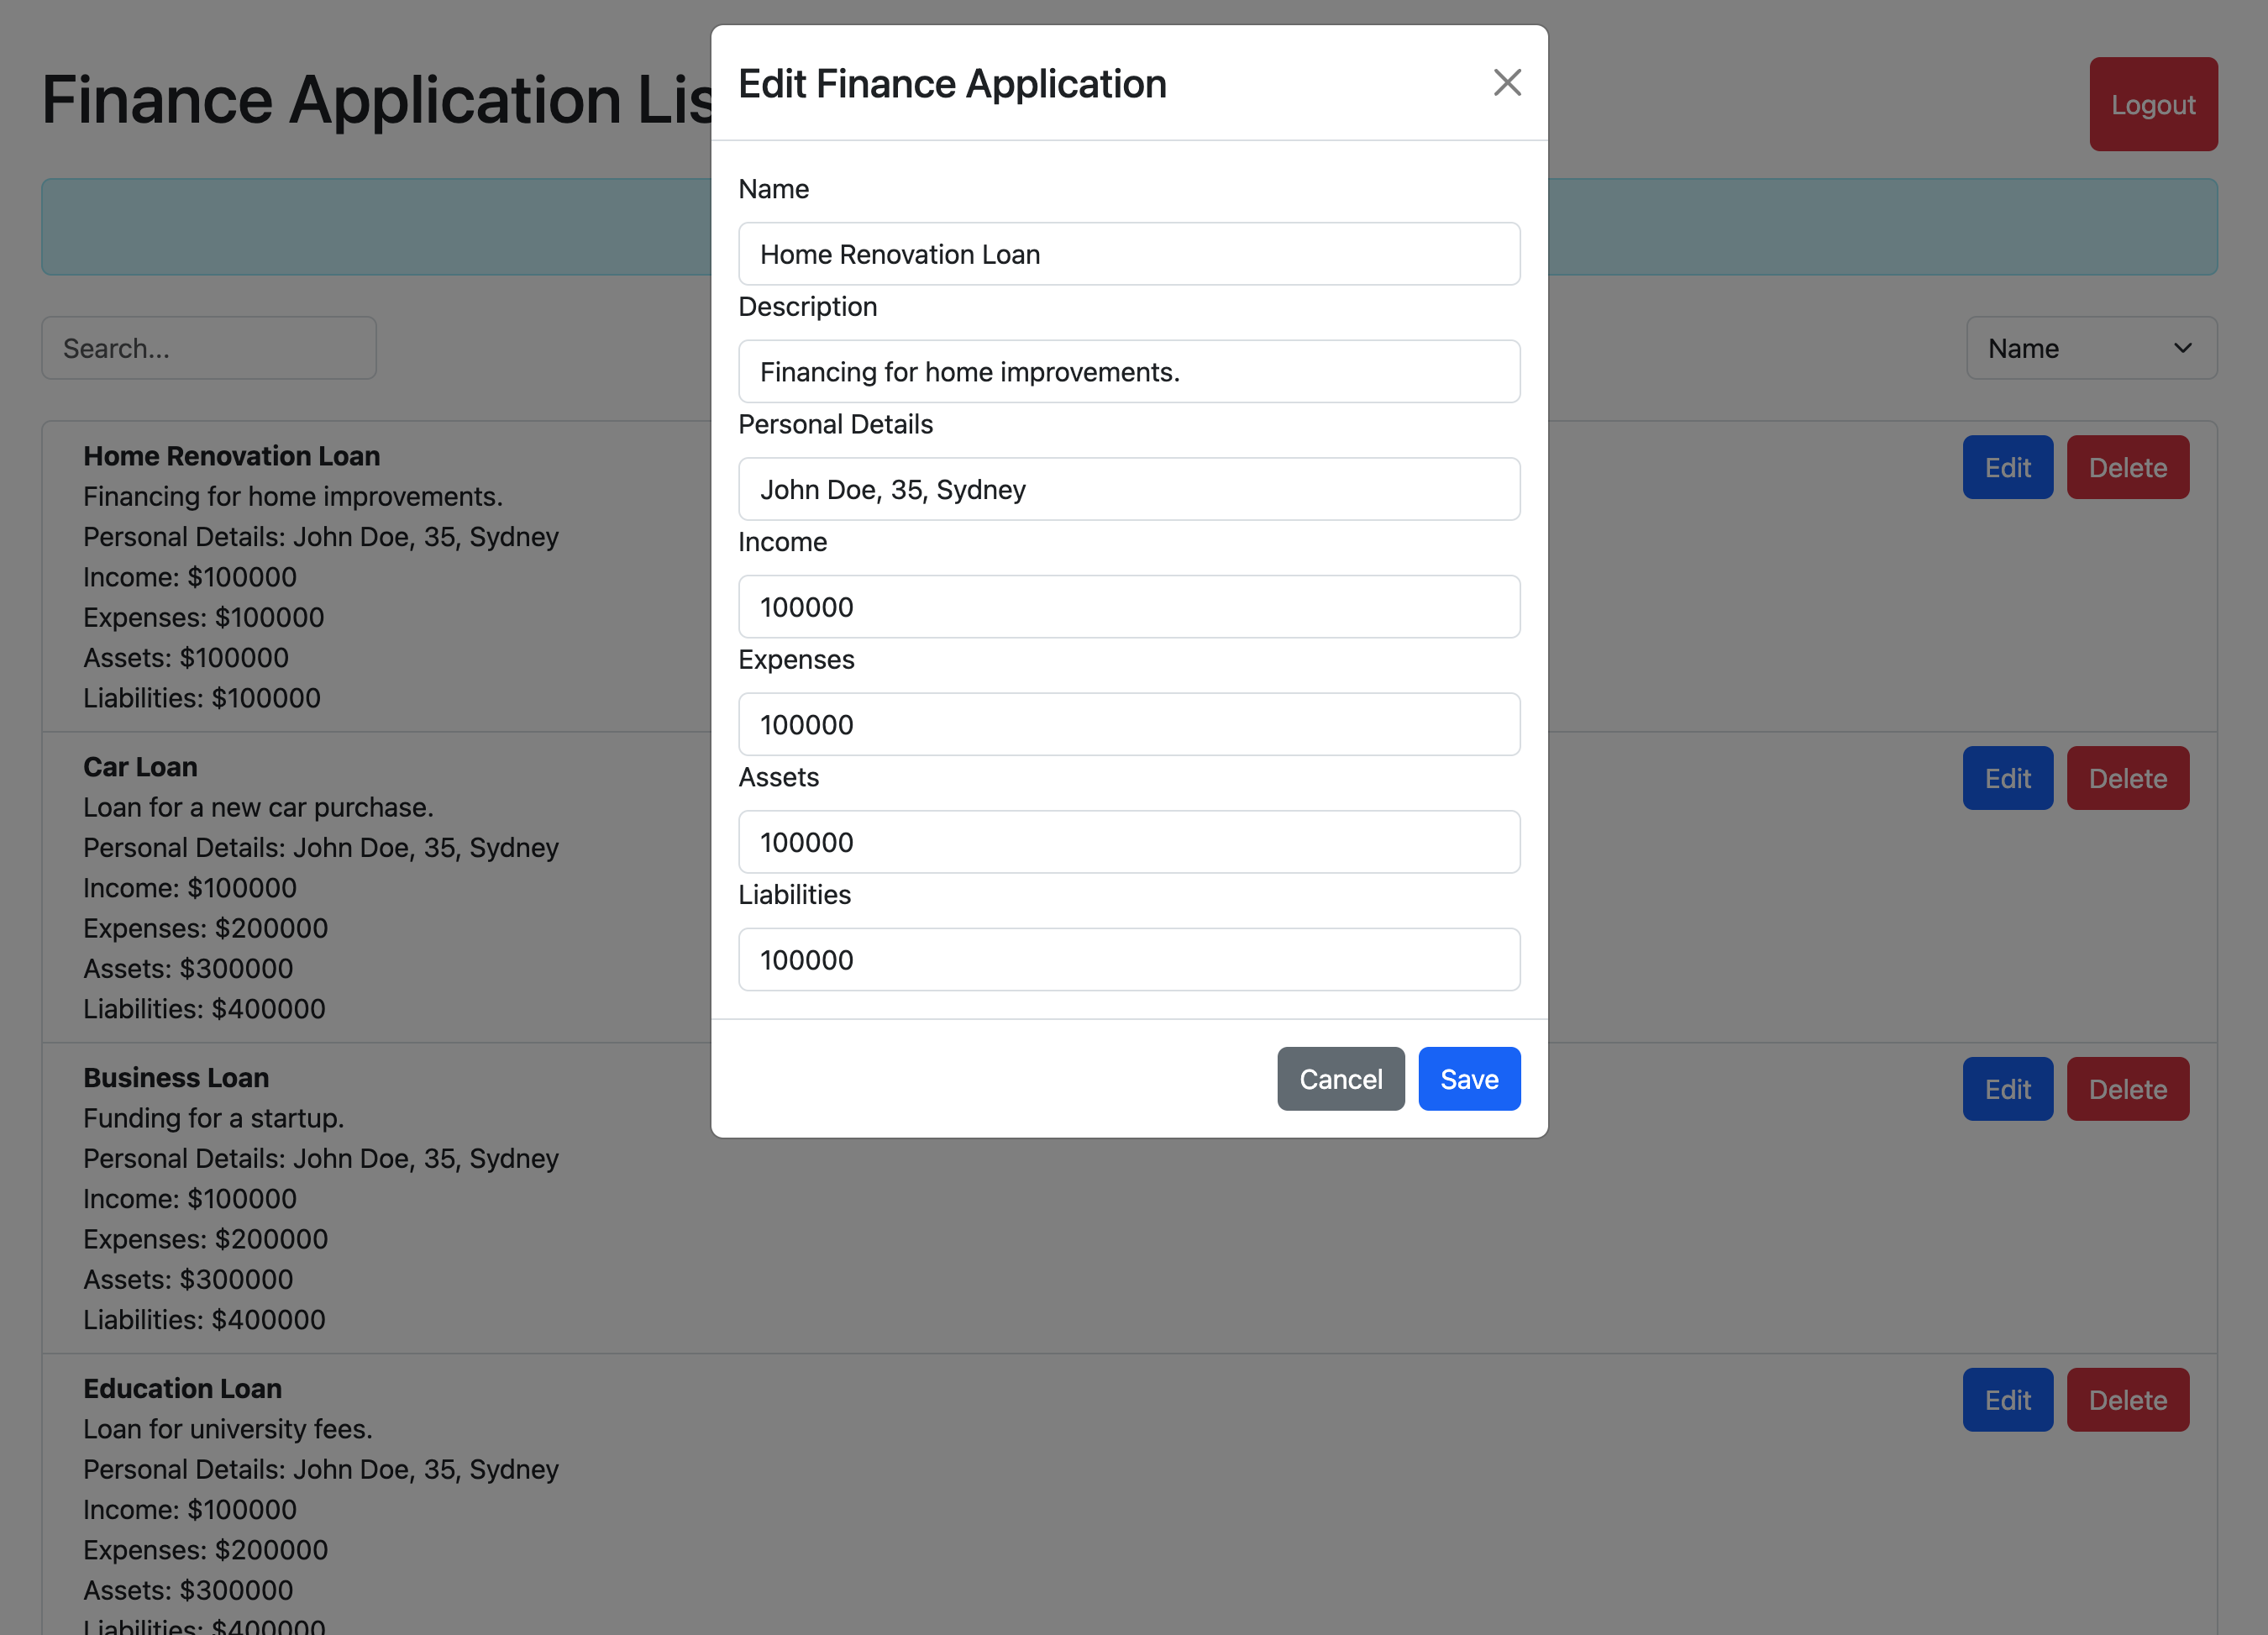 Finance Application Lis
Logout
Search...
Name
Home Renovation Loan
Financing for home improvements.
Personal Details: John Doe, 35, Sydney
Income: $100000
Expenses: $100000
Assets: $100000
Liabilities: $100000
Edit
Delete
Car Loan
Loan for a new car purchase.
Personal Details: John Doe, 35, Sydney
Income: $100000
Expenses: $200000
Assets: $300000
Liabilities: $400000
Edit
Delete
Business Loan
Funding for a startup.
Personal Details: John Doe, 35, Sydney
Income: $100000
Expenses: $200000
Assets: $300000
Liabilities: $400000
Edit
Delete
Education Loan
Loan for university fees.
Personal Details: John Doe, 35, Sydney
Income: $100000
Expenses: $200000
Assets: $300000
Liabilities: $400000
Edit
Delete
Edit Finance Application
Name
Home Renovation Loan
Description
Financing for home improvements.
Personal Details
John Doe, 35, Sydney
Income
100000
Expenses
100000
Assets
100000
Liabilities
100000
Cancel
Save